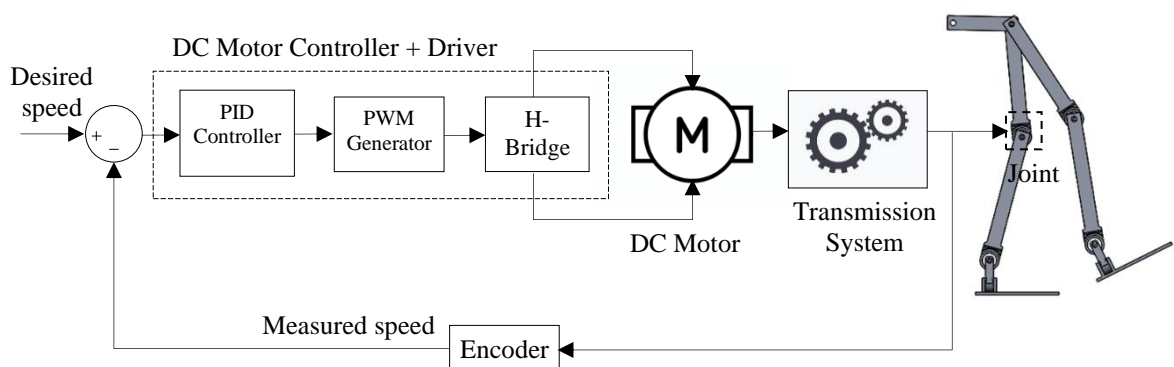 DC Motor Controller + Driver
Desired
speed
+
−
PID
Controller
PWM
Generator
H-
Bridge
M
Joint
DC Motor
Transmission
System
Measured speed
Encoder